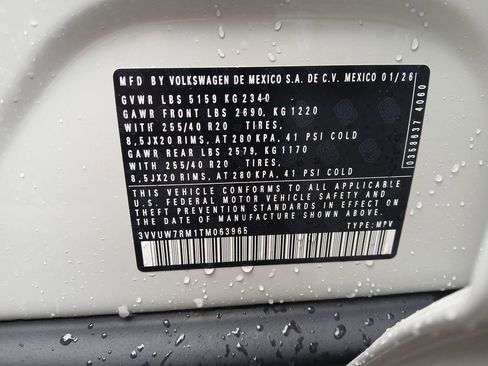 MFD BY VOLKSWAGEN DE MEXICO S.A. DE C.V. MEXICO 01/26
GVWR LBS 5159 KG 2340
GAWR FRONT LBS 2690, KG 1220
WITH 255/40 R20 TIRES,
8,5JX20 RIMS, AT 280 KPA, 41 PSI COLD
GAWR REAR LBS 2579, KG 1170
WITH 255/40 R20 TIRES,
8,5JX20 RIMS, AT 280 KPA, 41 PSI COLD
THIS VEHICLE CONFORMS TO ALL APPLICABLE
U.S. FEDERAL MOTOR VEHICLE SAFETY AND
THEFT PREVENTION STANDARDS IN EFFECT ON
THE DATE OF MANUFACTURE SHOWN ABOVE.
3VVUW7RM1TM063965 TYPE: MPV
0358637 4060